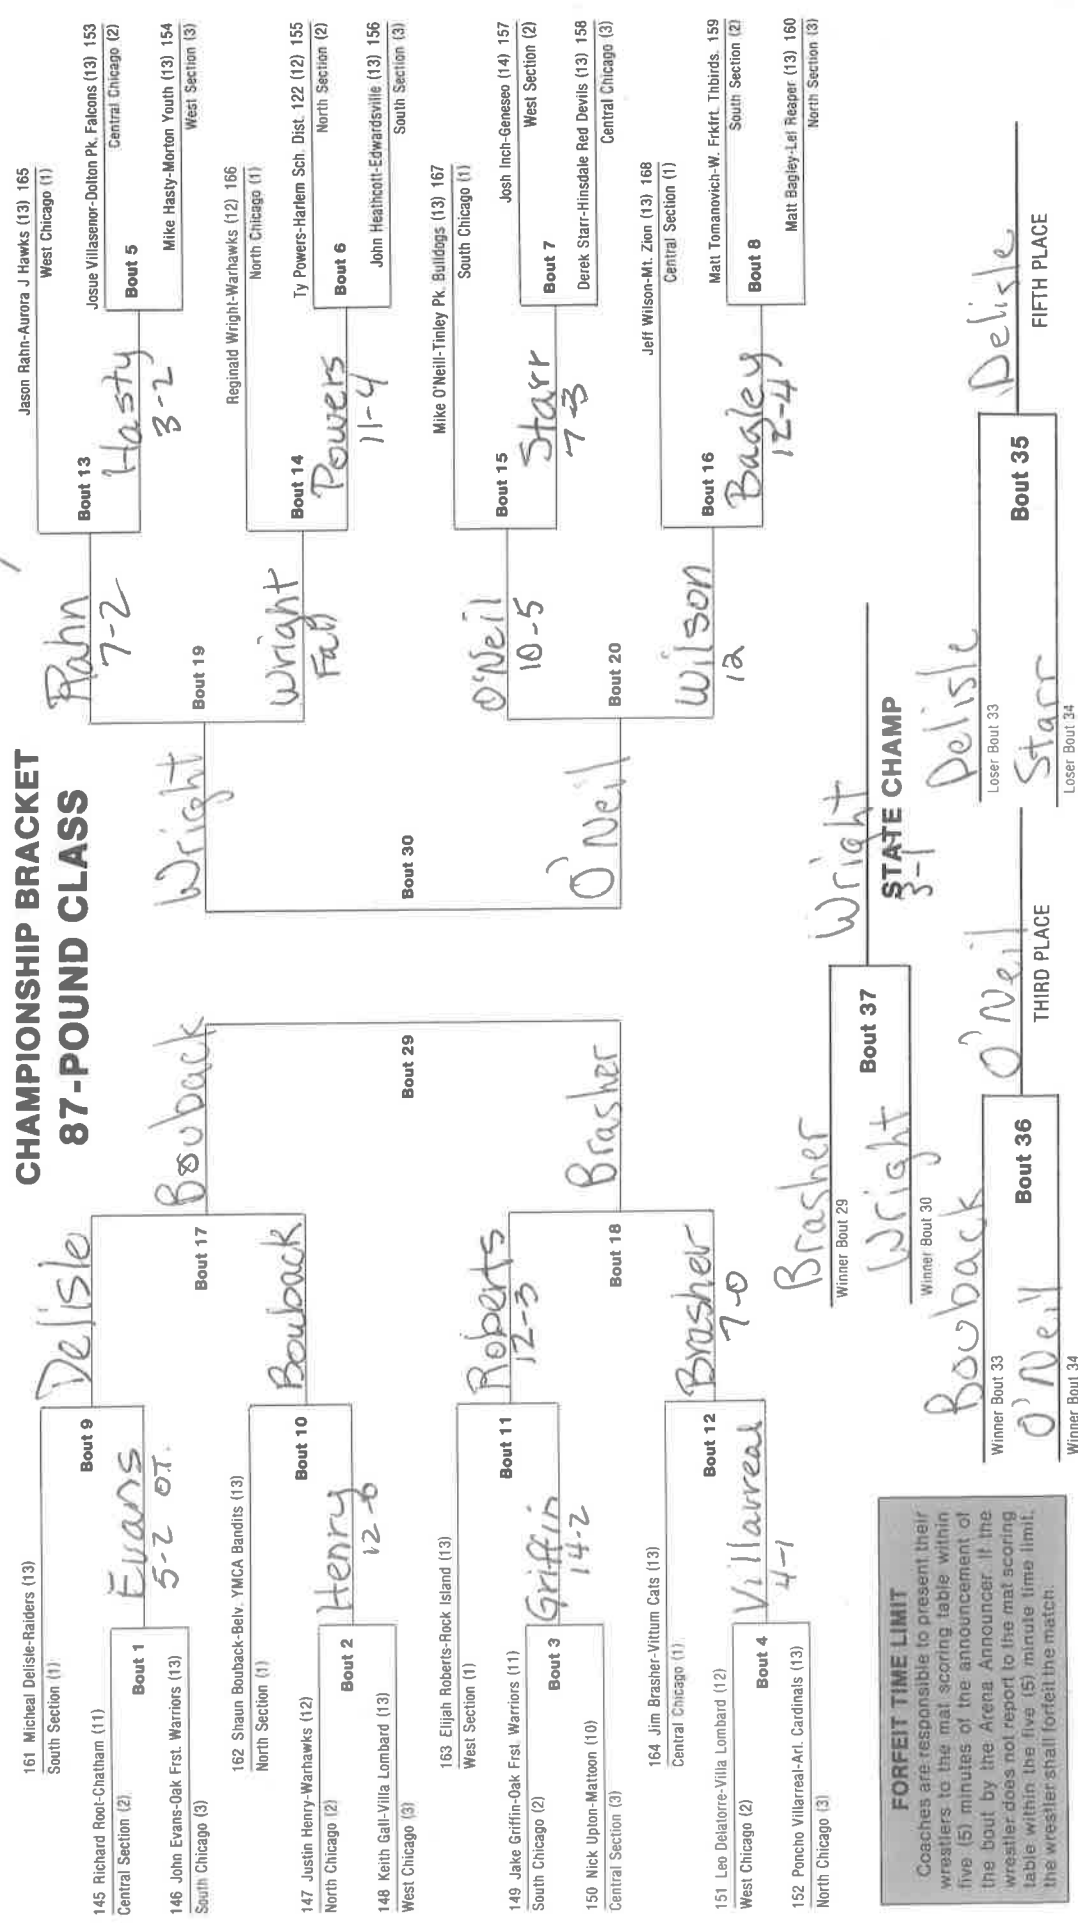 CHAMPIONSHIP BRACKET
87-POUND CLASS
161 Micheal Delisle-Raiders (13)
South Section (1)
Delisle
Bout 9
145 Richard Root-Chatham (11)
Central Section (2)
Bout 1
Evans
5-2 OT.
146 John Evans-Oak Frst. Warriors (13)
South Chicago (3)
Bout 17
Bouback
162 Shaun Bouback-Belv. YMCA Bandits (13)
North Section (1)
Bouback
Bout 10
147 Justin Henry-Warhawks (12)
North Chicago (2)
Bout 2
Henry
12-0
148 Keith Gall-Villa Lombard (13)
West Chicago (3)
Bout 29
163 Elijah Roberts-Rock Island (13)
West Section (1)
Roberts
12-3
Bout 11
149 Jake Griffin-Oak Frst. Warriors (11)
South Chicago (2)
Bout 3
Griffin
14-2
150 Nick Upton-Mattoon (10)
Central Section (3)
Bout 18
Brasher
164 Jim Brasher-Vittum Cats (13)
Central Chicago (1)
Brasher
7-0
Bout 12
151 Leo Delatorre-Villa Lombard (12)
West Chicago (2)
Bout 4
Villavreal
4-1
152 Poncho Villarreal-Arl. Cardinals (13)
North Chicago (3)
Jason Rahn-Aurora J Hawks (13) 165
West Chicago (1)
Rahn
7-2
Bout 13
Josue Villasenor-Dolton Pk. Falcons (13) 153
Central Chicago (2)
Bout 5
Hasty
3-2
Mike Hasty-Morton Youth (13) 154
West Section (3)
Bout 19
Wright
Reginald Wright-Warhawks (12) 166
North Chicago (1)
Wright
Fall
Bout 14
Ty Powers-Harlem Sch. Dist. 122 (12) 155
North Section (2)
Bout 6
Powers
11-4
John Heathcott-Edwardsville (13) 156
South Section (3)
Bout 30
Mike O'Neill-Tinley Pk. Bulldogs (13) 167
South Chicago (1)
O'Neil
10-5
Bout 15
Josh Inch-Geneseo (14) 157
West Section (2)
Bout 7
Starr
7-3
Derek Starr-Hinsdale Red Devils (13) 158
Central Chicago (3)
Bout 20
O'Neil
Jeff Wilson-Mt. Zion (13) 168
Central Section (1)
Wilson
12
Bout 16
Matt Tomanovich-W. Frkfrt. Thbirds. 159
South Section (2)
Bout 8
Bagley
12-4
Matt Bagley-Lel Reaper (13) 160
North Section (3)
Brasher
Winner Bout 29
Bout 37
Wright
Winner Bout 30
Wright
STATE CHAMP
3-1
Bouback
Winner Bout 33
Bout 36
O'Neil
Winner Bout 34
O'Neil
THIRD PLACE
Delisle
Loser Bout 33
Bout 35
Starr
Loser Bout 34
Delisle
FIFTH PLACE
FORFEIT TIME LIMIT
Coaches are responsible to present their
wrestlers to the mat scoring table within
five (5) minutes of the announcement of
the bout by the Arena Announcer. If the
wrestler does not report to the mat scoring
table within the five (5) minute time limit,
the wrestler shall forfeit the match.